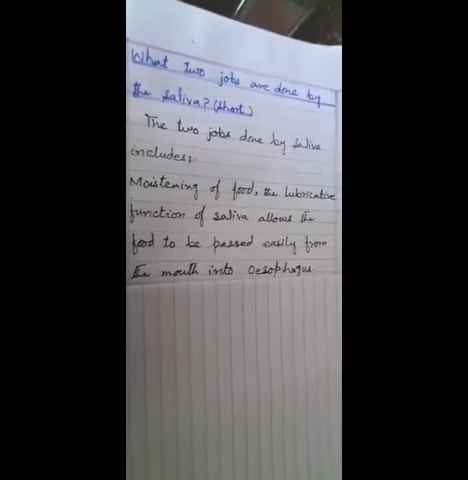 What two jobs are done by
the saliva? (short)
The two jobs done by saliva
includes;
Moistening of food, the lubricative
function of saliva allows the
food to be passed easily from
the mouth into oesophagus.